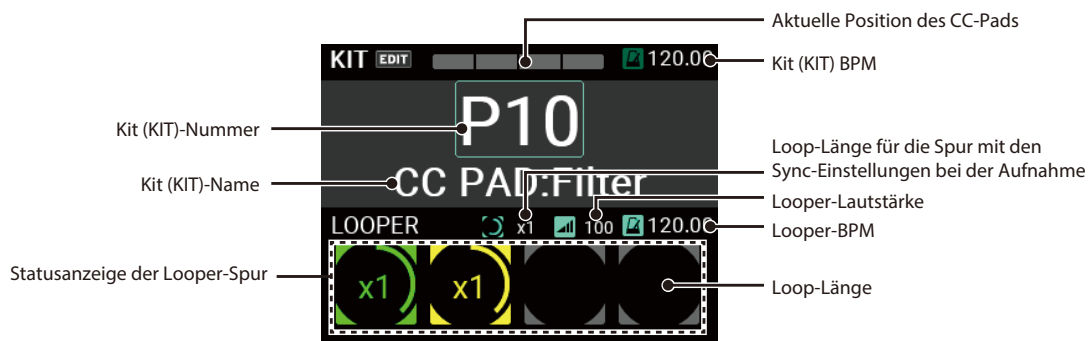 Aktuelle Position des CC-Pads
KIT EDIT 120.00
Kit (KIT) BPM
P10
Kit (KIT)-Nummer
Loop-Länge für die Spur mit den
Sync-Einstellungen bei der Aufnahme
Kit (KIT)-Name
CC PAD:Filter
Looper-Lautstärke
LOOPER x1 100 120.00
Looper-BPM
Statusanzeige der Looper-Spur
x1 x1
Loop-Länge